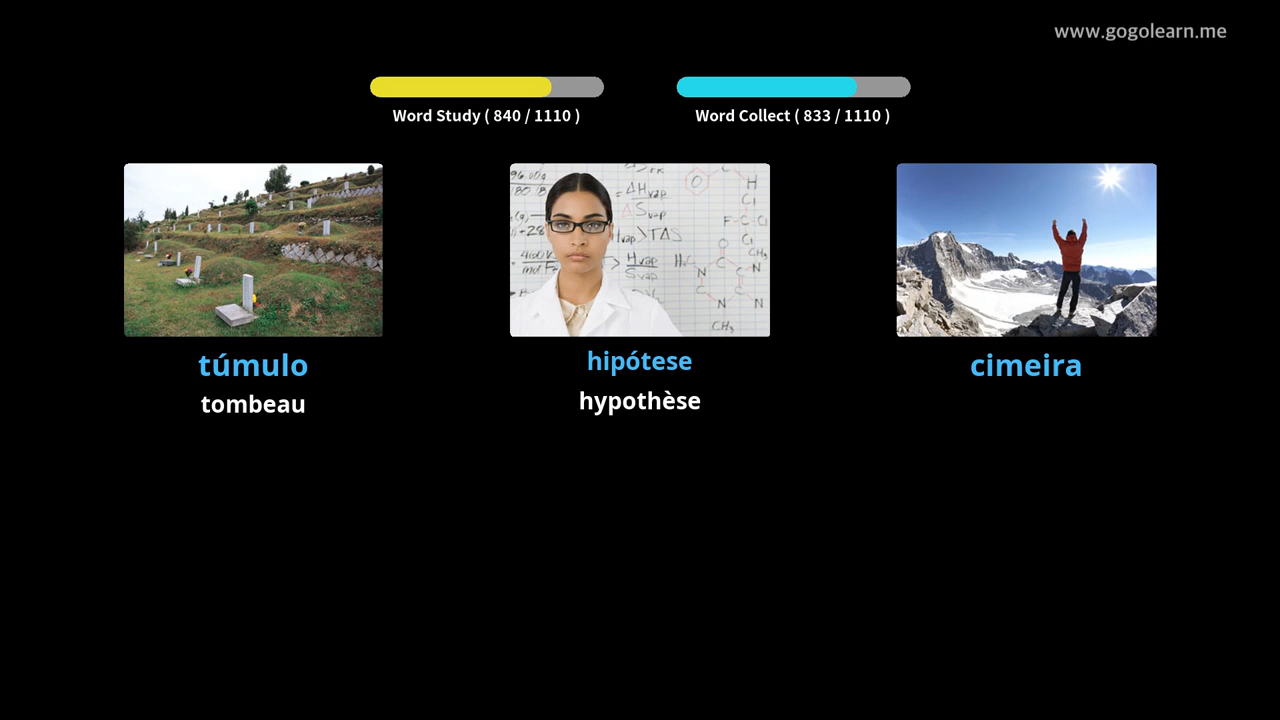 www.gogolearn.me
Word Study ( 840 / 1110 )
Word Collect ( 833 / 1110 )
túmulo
tombeau
hipótese
hypothèse
cimeira